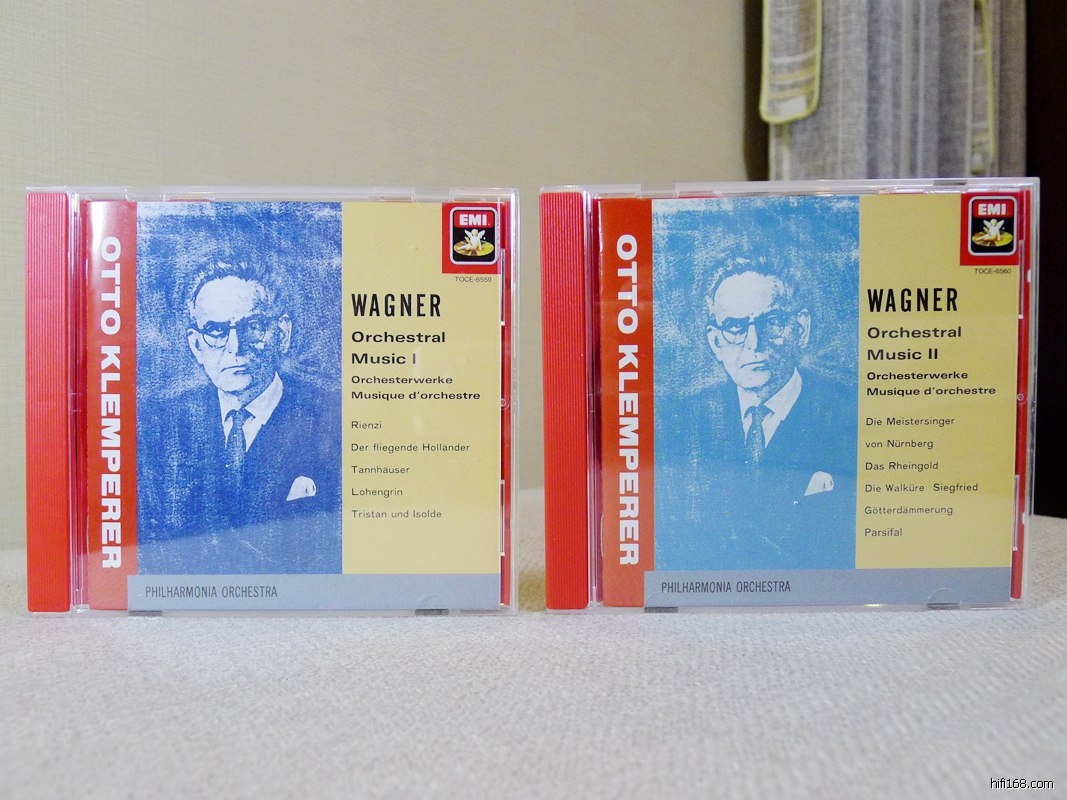 OTTO KLEMPERER
EMI
TOCE-6559
WAGNER
Orchestral
Music I
Orchesterwerke
Musique d'orchestre
Rienzi
Der fliegende Holländer
Tannhäuser
Lohengrin
Tristan und Isolde
PHILHARMONIA ORCHESTRA
OTTO KLEMPERER
EMI
TOCE-6560
WAGNER
Orchestral
Music II
Orchesterwerke
Musique d'orchestre
Die Meistersinger
von Nürnberg
Das Rheingold
Die Walküre Siegfried
Götterdämmerung
Parsifal
PHILHARMONIA ORCHESTRA
hifi168.com